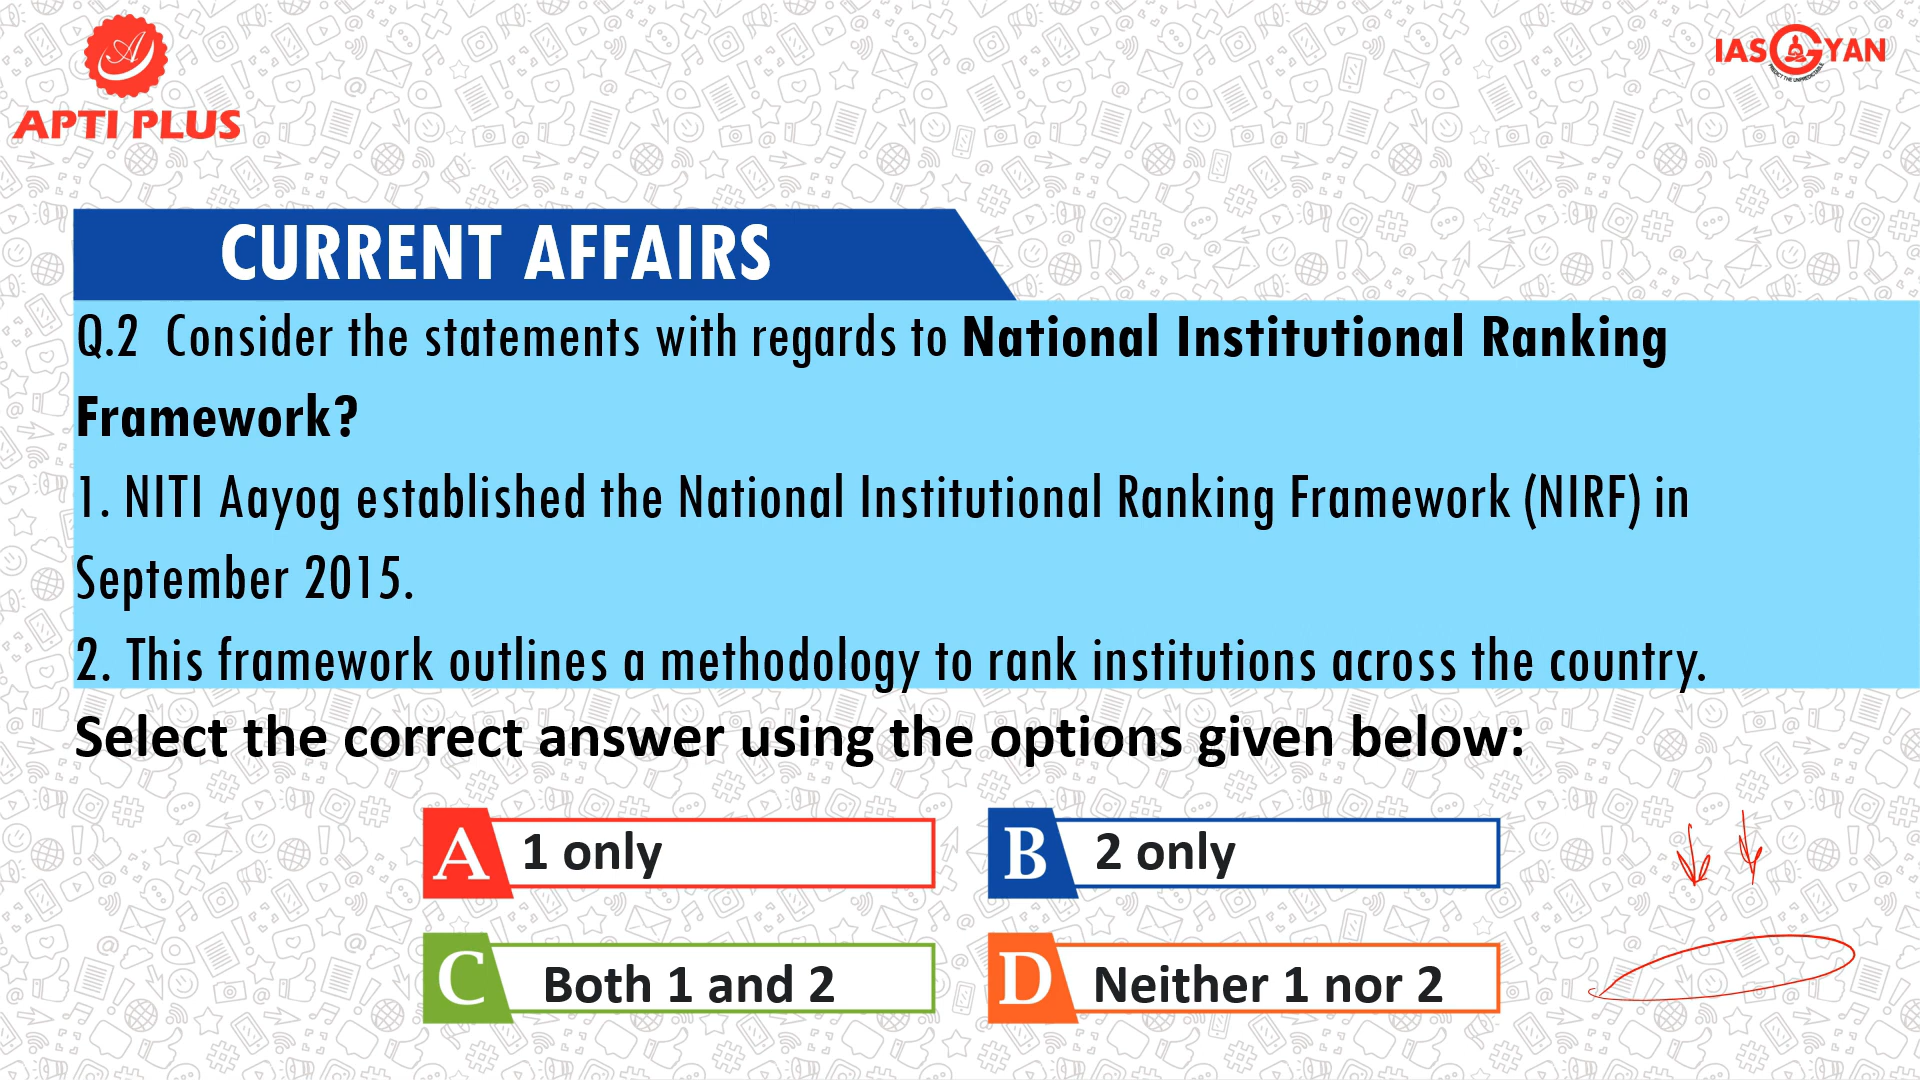 APTI PLUS
IASGYAN
PREDICT THE UNPREDICTABLE
CURRENT AFFAIRS
Q.2 Consider the statements with regards to National Institutional Ranking
Framework?
1. NITI Aayog established the National Institutional Ranking Framework (NIRF) in
September 2015.
2. This framework outlines a methodology to rank institutions across the country.
Select the correct answer using the options given below:
A 1 only
B 2 only
C Both 1 and 2
D Neither 1 nor 2